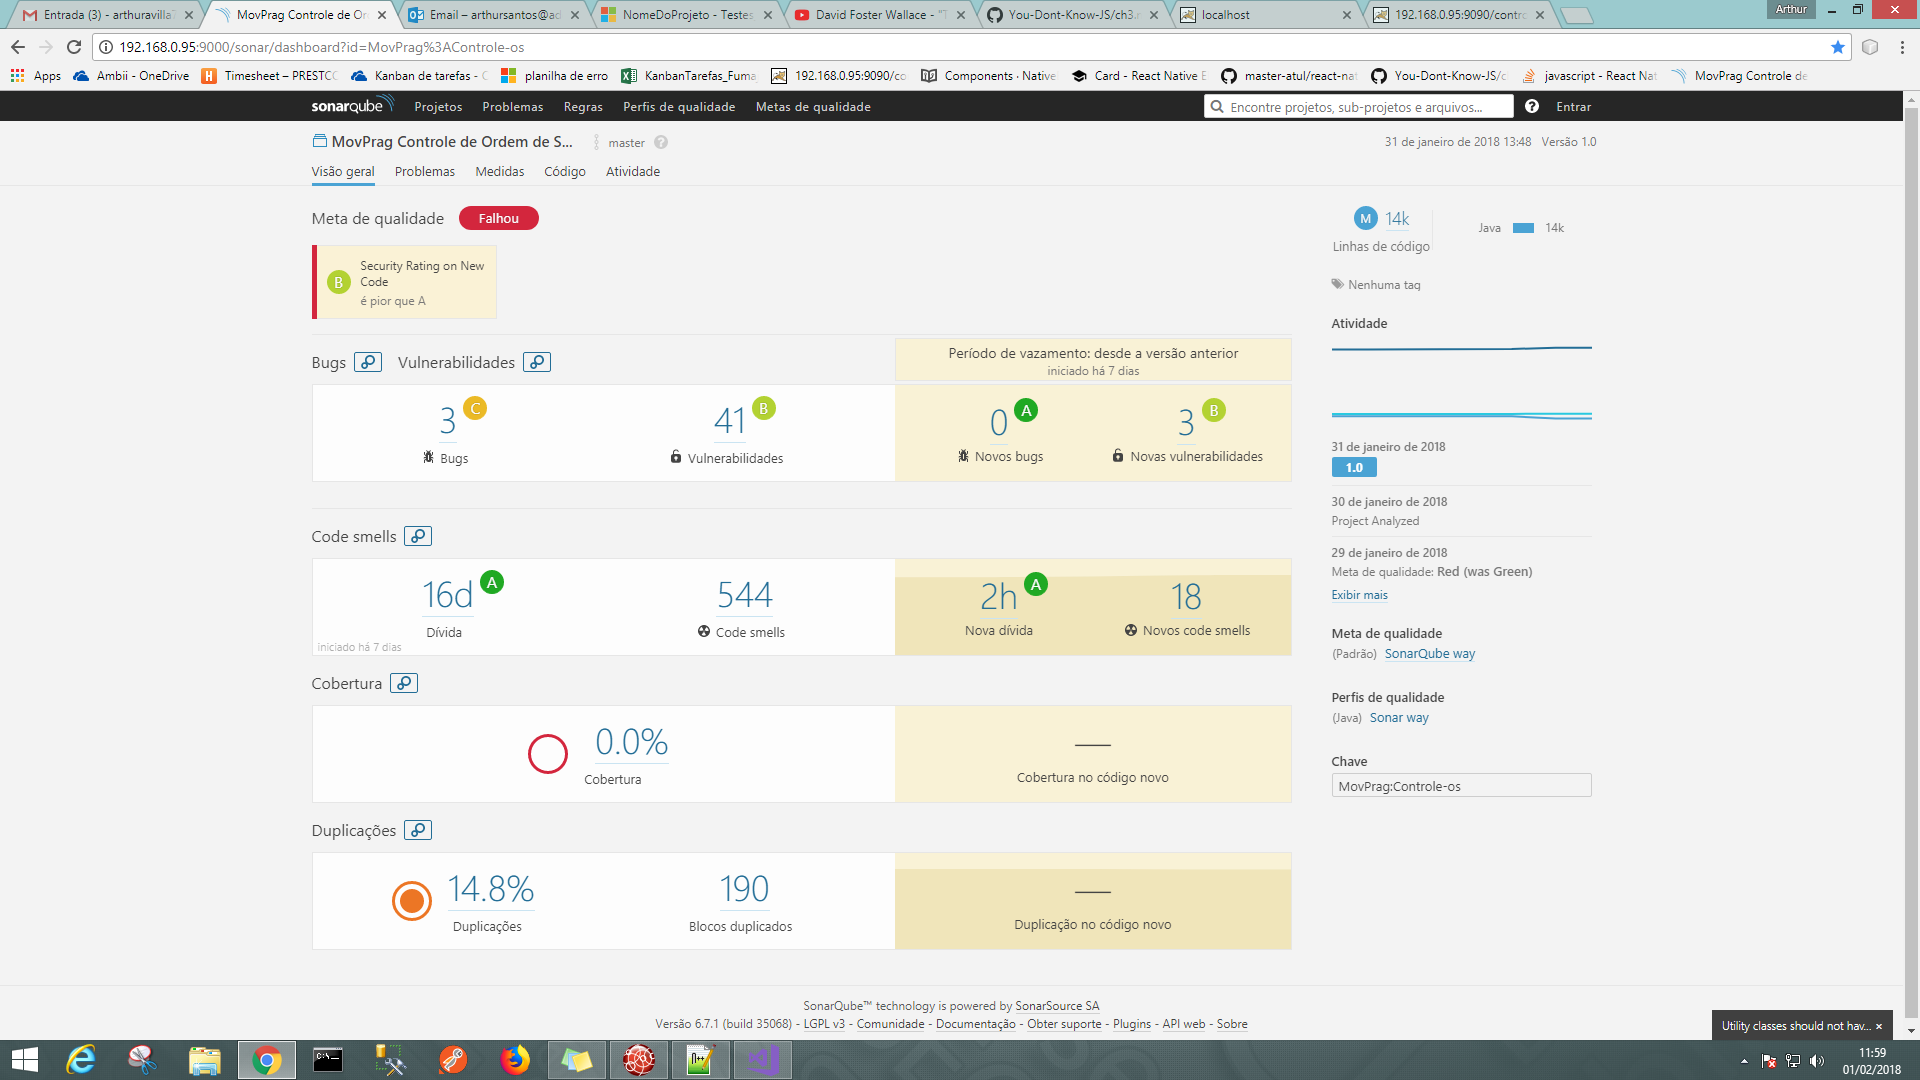 Entrada (3) - arthuravilla
MovPrag Controle de Or
Email – arthursantos@ad
NomeDoProjeto - Testes
David Foster Wallace - "T
You-Dont-Know-JS/ch3.
localhost
192.168.0.95:9090/contro
Arthur
192.168.0.95:9000/sonar/dashboard?id=MovPrag%3AControle-os
Apps
Ambii - OneDrive
Timesheet – PRESTCO
Kanban de tarefas - C
planilha de erro
KanbanTarefas_Fuma
192.168.0.95:9090/co
Components · Native
Card - React Native E
master-atul/react-nat
You-Dont-Know-JS/c
javascript - React Nat
MovPrag Controle de
sonarqube
Projetos
Problemas
Regras
Perfis de qualidade
Metas de qualidade
Encontre projetos, sub-projetos e arquivos...
Entrar
MovPrag Controle de Ordem de S...
master
31 de janeiro de 2018 13:48 Versão 1.0
Visão geral
Problemas
Medidas
Código
Atividade
Meta de qualidade
Falhou
B
Security Rating on New
Code
é pior que A
M 14k
Linhas de código
Java 14k
Nenhuma tag
Atividade
Bugs
Vulnerabilidades
Período de vazamento: desde a versão anterior
iniciado há 7 dias
3 C
Bugs
41 B
Vulnerabilidades
0 A
Novos bugs
3 B
Novas vulnerabilidades
31 de janeiro de 2018
1.0
30 de janeiro de 2018
Project Analyzed
29 de janeiro de 2018
Meta de qualidade: Red (was Green)
Exibir mais
Code smells
16d A
Dívida
iniciado há 7 dias
544
Code smells
2h A
Nova dívida
18
Novos code smells
Meta de qualidade
(Padrão) SonarQube way
Perfis de qualidade
(Java) Sonar way
Chave
MovPrag:Controle-os
Cobertura
0.0%
Cobertura
—
Cobertura no código novo
Duplicações
14.8%
Duplicações
190
Blocos duplicados
—
Duplicação no código novo
SonarQube™ technology is powered by SonarSource SA
Versão 6.7.1 (build 35068) - LGPL v3 - Comunidade - Documentação - Obter suporte - Plugins - API web - Sobre
Utility classes should not hav...
11:59
01/02/2018